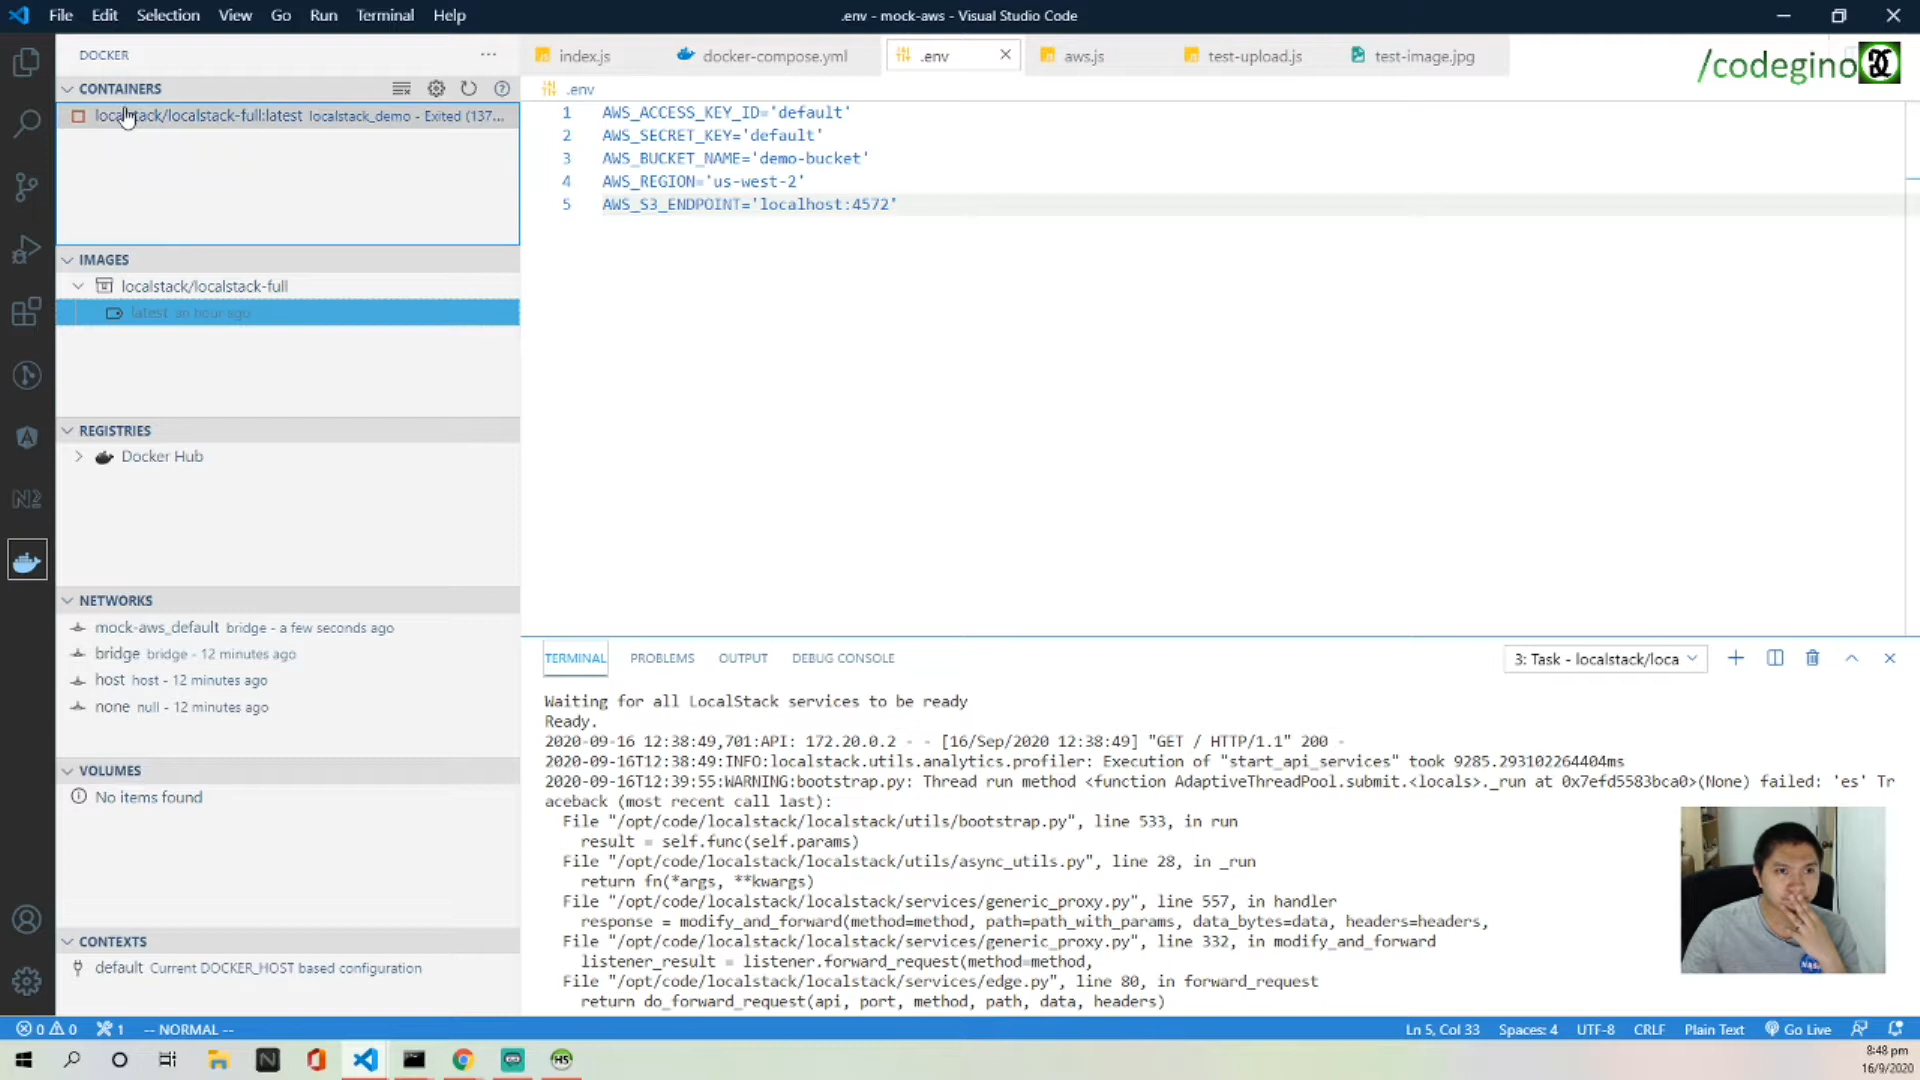 File Edit Selection View Go Run Terminal Help
.env - mock-aws - Visual Studio Code
DOCKER
index.js
docker-compose.yml
.env
aws.js
test-upload.js
test-image.jpg
/codegino
CONTAINERS
localstack/localstack-full:latest localstack_demo - Exited (137...
.env
1 AWS_ACCESS_KEY_ID='default'
2 AWS_SECRET_KEY='default'
3 AWS_BUCKET_NAME='demo-bucket'
4 AWS_REGION='us-west-2'
5 AWS_S3_ENDPOINT='localhost:4572'
IMAGES
localstack/localstack-full
latest an hour ago
REGISTRIES
Docker Hub
NETWORKS
mock-aws_default bridge - a few seconds ago
bridge bridge - 12 minutes ago
host host - 12 minutes ago
none null - 12 minutes ago
VOLUMES
No items found
CONTEXTS
default Current DOCKER_HOST based configuration
TERMINAL PROBLEMS OUTPUT DEBUG CONSOLE
3: Task - localstack/loca
Waiting for all LocalStack services to be ready
Ready.
2020-09-16 12:38:49,701:API: 172.20.0.2 - - [16/Sep/2020 12:38:49] "GET / HTTP/1.1" 200 -
2020-09-16T12:38:49:INFO:localstack.utils.analytics.profiler: Execution of "start_api_services" took 9285.293102264404ms
2020-09-16T12:39:55:WARNING:bootstrap.py: Thread run method <function AdaptiveThreadPool.submit.<locals>._run at 0x7efd5583bca0>(None) failed: 'es' Tr
aceback (most recent call last):
File "/opt/code/localstack/localstack/utils/bootstrap.py", line 533, in run
result = self.func(self.params)
File "/opt/code/localstack/localstack/utils/async_utils.py", line 28, in _run
return fn(*args, **kwargs)
File "/opt/code/localstack/localstack/services/generic_proxy.py", line 557, in handler
response = modify_and_forward(method=method, path=path_with_params, data_bytes=data, headers=headers,
File "/opt/code/localstack/localstack/services/generic_proxy.py", line 332, in modify_and_forward
listener_result = listener.forward_request(method=method,
File "/opt/code/localstack/localstack/services/edge.py", line 80, in forward_request
return do_forward_request(api, port, method, path, data, headers)
0 0 1 -- NORMAL --
Ln 5, Col 33 Spaces: 4 UTF-8 CRLF Plain Text Go Live
8:48 pm
16/9/2020